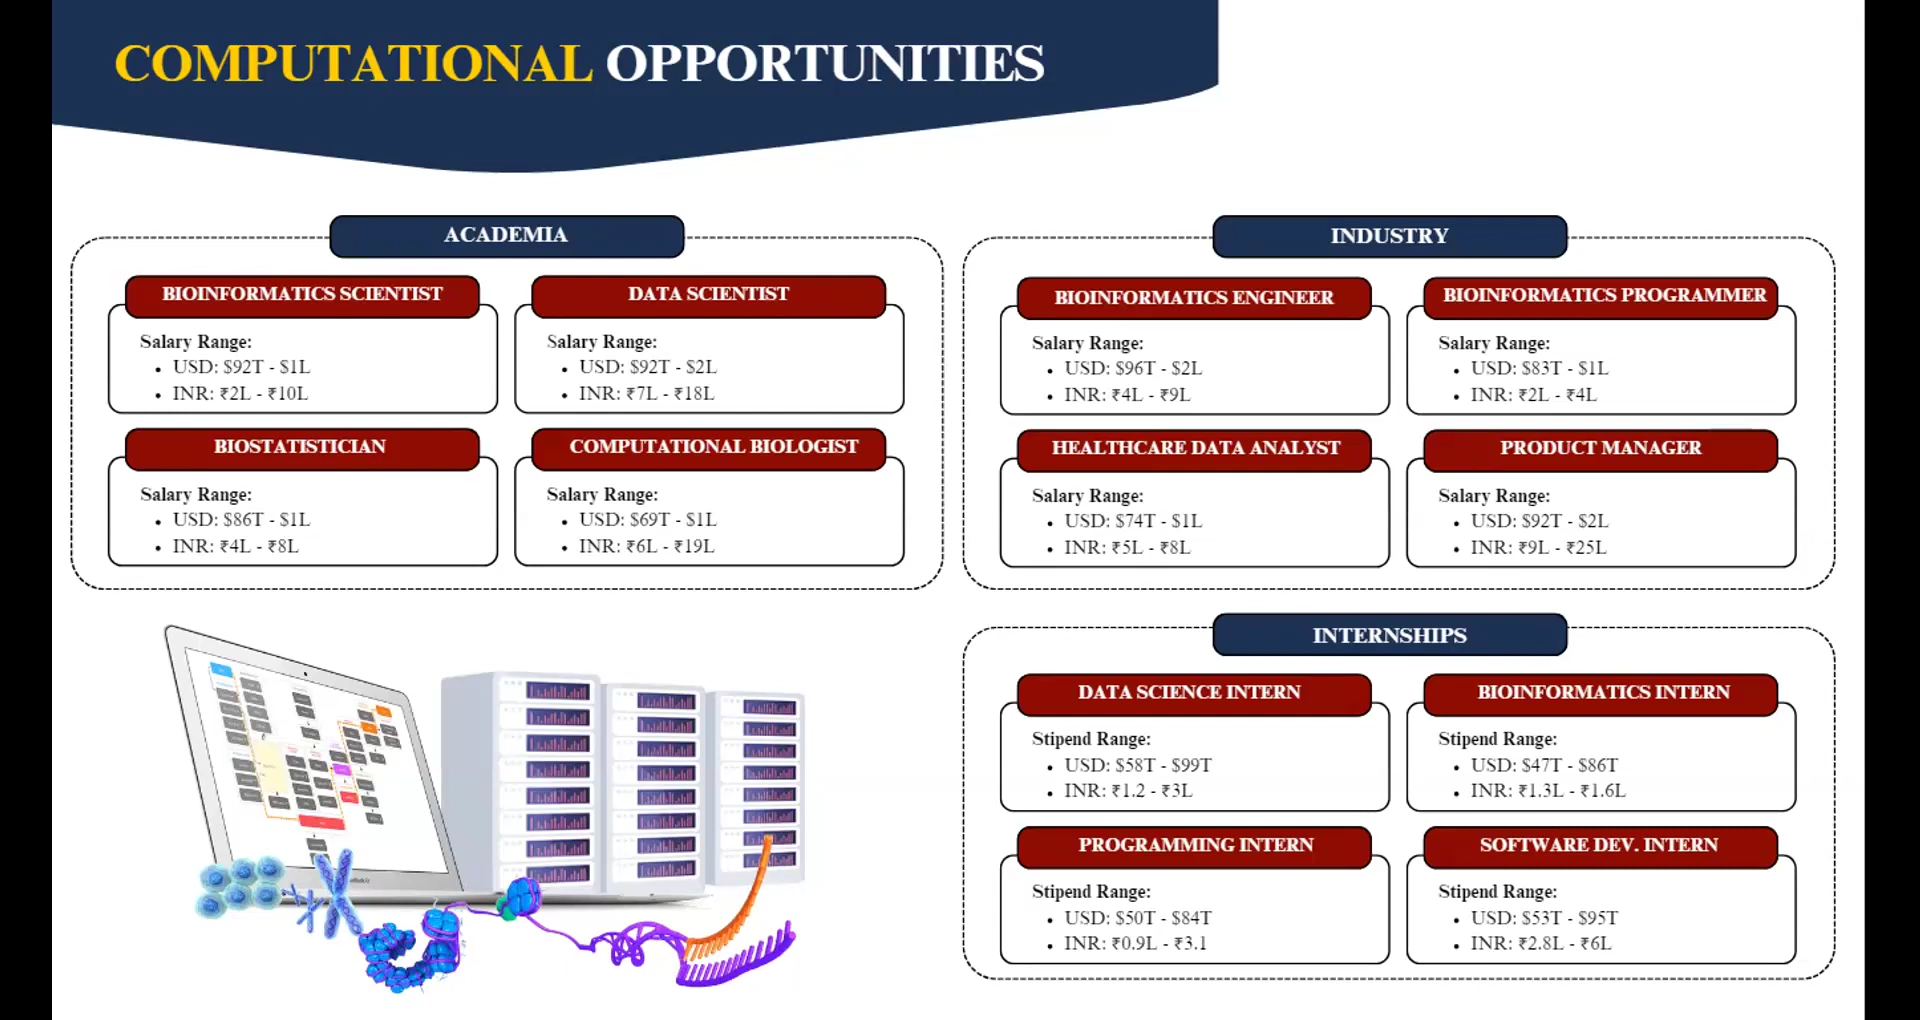 COMPUTATIONAL OPPORTUNITIES
ACADEMIA
BIOINFORMATICS SCIENTIST
Salary Range:
• USD: $92T - $1L
• INR: ₹2L - ₹10L
DATA SCIENTIST
Salary Range:
• USD: $92T - $2L
• INR: ₹7L - ₹18L
BIOSTATISTICIAN
Salary Range:
• USD: $86T - $1L
• INR: ₹4L - ₹8L
COMPUTATIONAL BIOLOGIST
Salary Range:
• USD: $69T - $1L
• INR: ₹6L - ₹19L
INDUSTRY
BIOINFORMATICS ENGINEER
Salary Range:
• USD: $96T - $2L
• INR: ₹4L - ₹9L
BIOINFORMATICS PROGRAMMER
Salary Range:
• USD: $83T - $1L
• INR: ₹2L - ₹4L
HEALTHCARE DATA ANALYST
Salary Range:
• USD: $74T - $1L
• INR: ₹5L - ₹8L
PRODUCT MANAGER
Salary Range:
• USD: $92T - $2L
• INR: ₹9L - ₹25L
INTERNSHIPS
DATA SCIENCE INTERN
Stipend Range:
• USD: $58T - $99T
• INR: ₹1.2 - ₹3L
BIOINFORMATICS INTERN
Stipend Range:
• USD: $47T - $86T
• INR: ₹1.3L - ₹1.6L
PROGRAMMING INTERN
Stipend Range:
• USD: $50T - $84T
• INR: ₹0.9L - ₹3.1
SOFTWARE DEV. INTERN
Stipend Range:
• USD: $53T - $95T
• INR: ₹2.8L - ₹6L